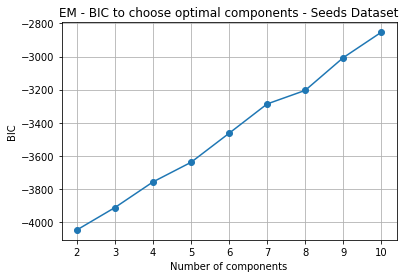 EM - BIC to choose optimal components - Seeds Dataset
−2800
−3000
−3200
−3400
−3600
−3800
−4000
BIC
2 3 4 5 6 7 8 9 10
Number of components